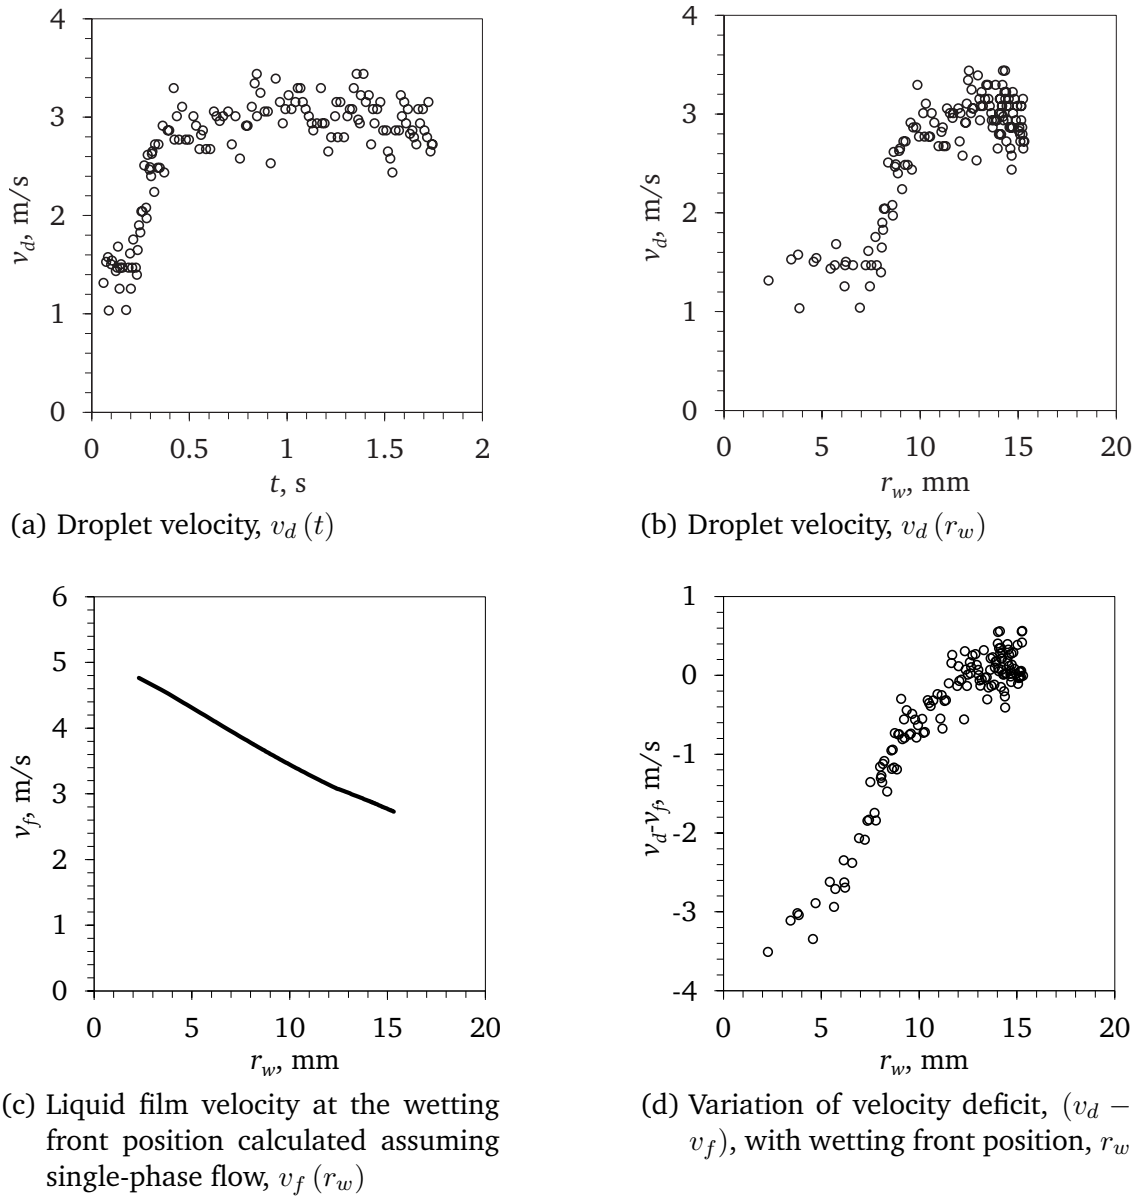 4
3
2
1
0
0 0.5 1 1.5 2
v_d, m/s
t, s
(a) Droplet velocity, v_d (t)
4
3
2
1
0
0 5 10 15 20
v_d, m/s
r_w, mm
(b) Droplet velocity, v_d (r_w)
6
5
4
3
2
1
0
0 5 10 15 20
v_f, m/s
r_w, mm
(c) Liquid film velocity at the wetting
front position calculated assuming
single-phase flow, v_f (r_w)
1
0
-1
-2
-3
-4
0 5 10 15 20
v_d-v_f, m/s
r_w, mm
(d) Variation of velocity deficit, (v_d −
v_f), with wetting front position, r_w